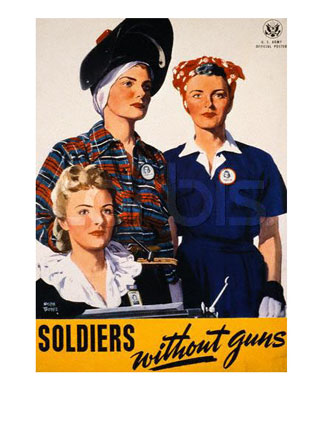 U. S. ARMY
OFFICIAL POSTER
SOLDIERS
without guns